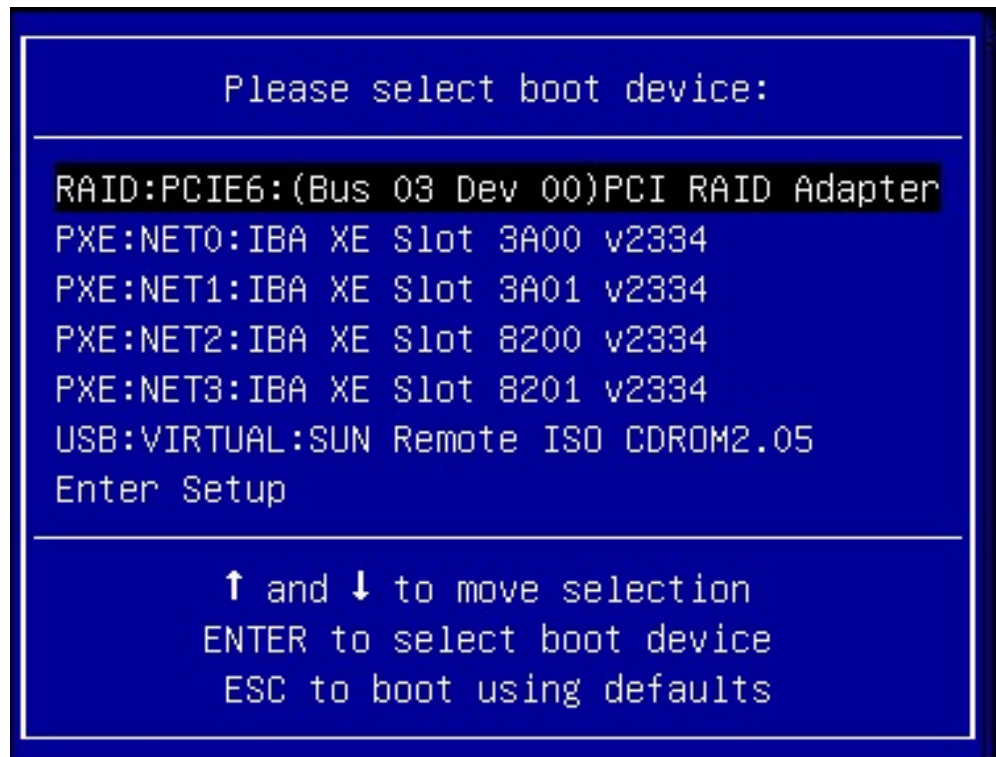 Please select boot device:
RAID:PCIE6:(Bus 03 Dev 00)PCI RAID Adapter
PXE:NET0:IBA XE Slot 3A00 v2334
PXE:NET1:IBA XE Slot 3A01 v2334
PXE:NET2:IBA XE Slot 8200 v2334
PXE:NET3:IBA XE Slot 8201 v2334
USB:VIRTUAL:SUN Remote ISO CDROM2.05
Enter Setup
↑ and ↓ to move selection
ENTER to select boot device
ESC to boot using defaults